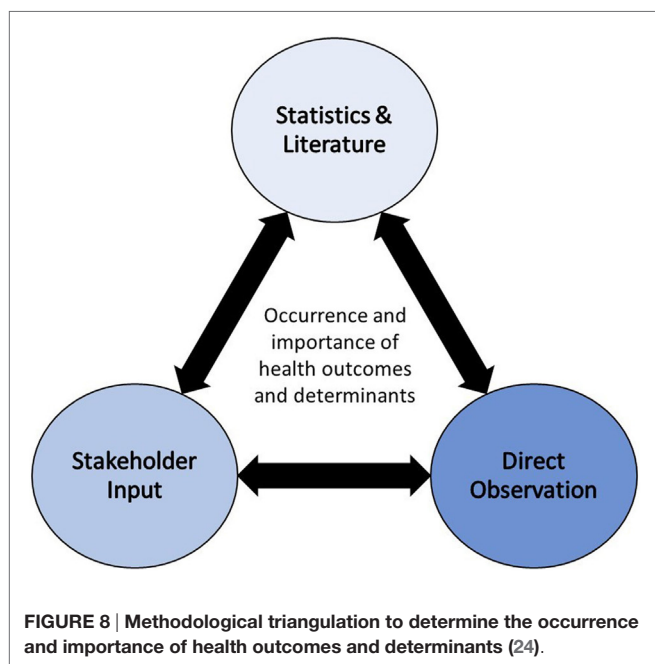 Statistics &
Literature
Occurrence and
importance of
health outcomes
and determinants
Stakeholder
Input
Direct
Observation
FIGURE 8 | Methodological triangulation to determine the occurrence
and importance of health outcomes and determinants (24).